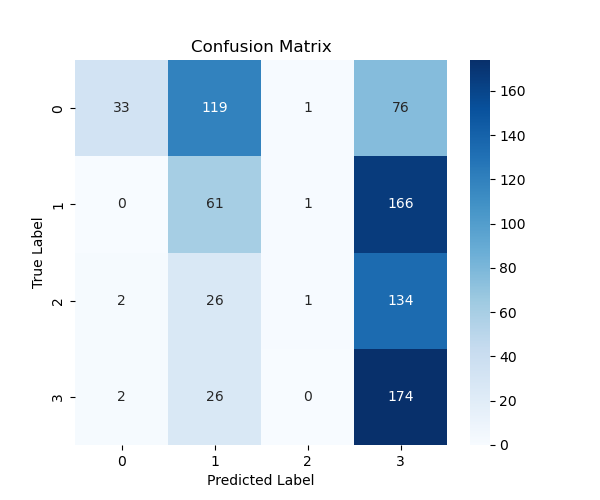 Confusion Matrix
0 33 119 1 76
1 0 61 1 166
2 2 26 1 134
3 2 26 0 174
0 1 2 3
True Label
Predicted Label
160
140
120
100
80
60
40
20
0